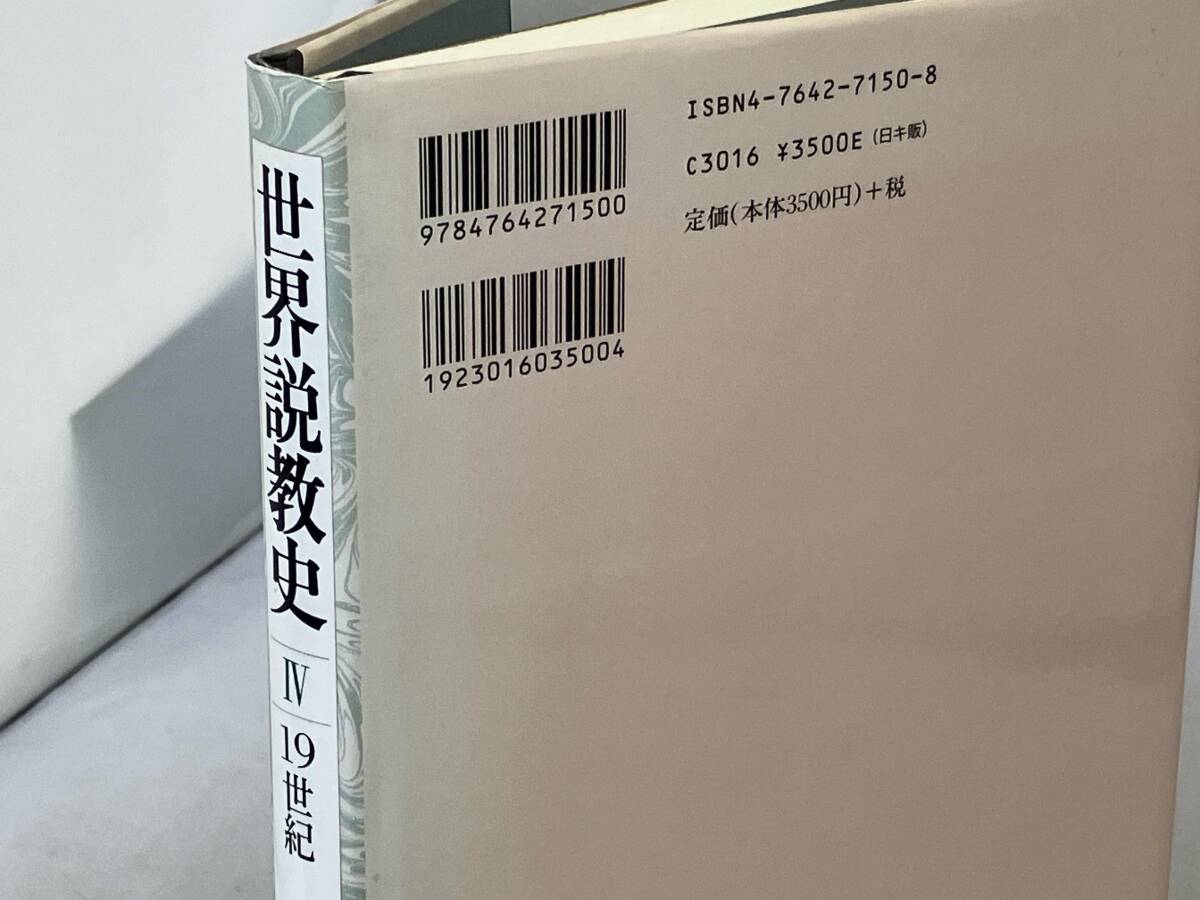 世界説教史
IV
19世紀
ISBN4-7642-7150-8
C3016 ¥3500E (日キ販)
定価(本体3500円)+税
9784764271500
1923016035004